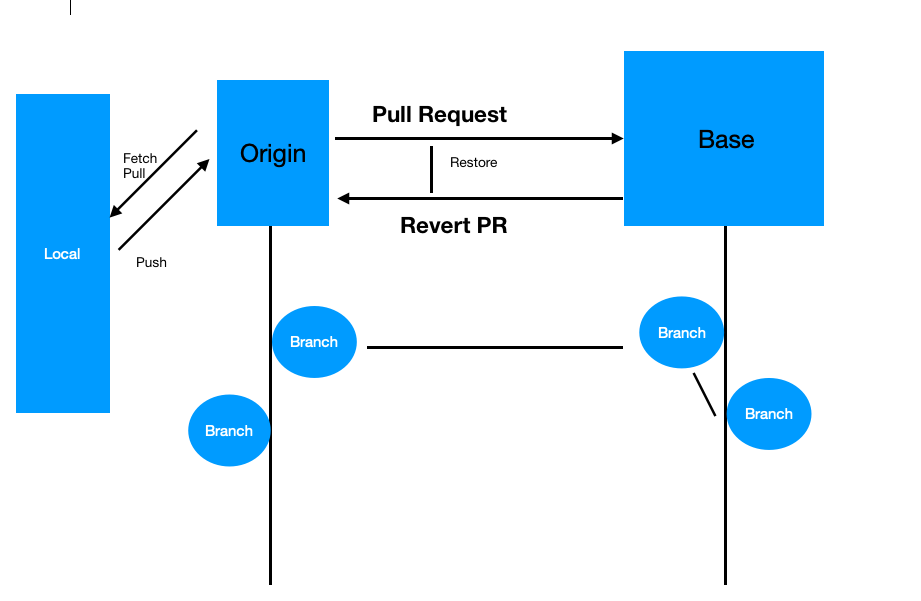 Pull Request
Base
Origin
Fetch
Pull
Restore
Revert PR
Local
Push
Branch
Branch
Branch
Branch